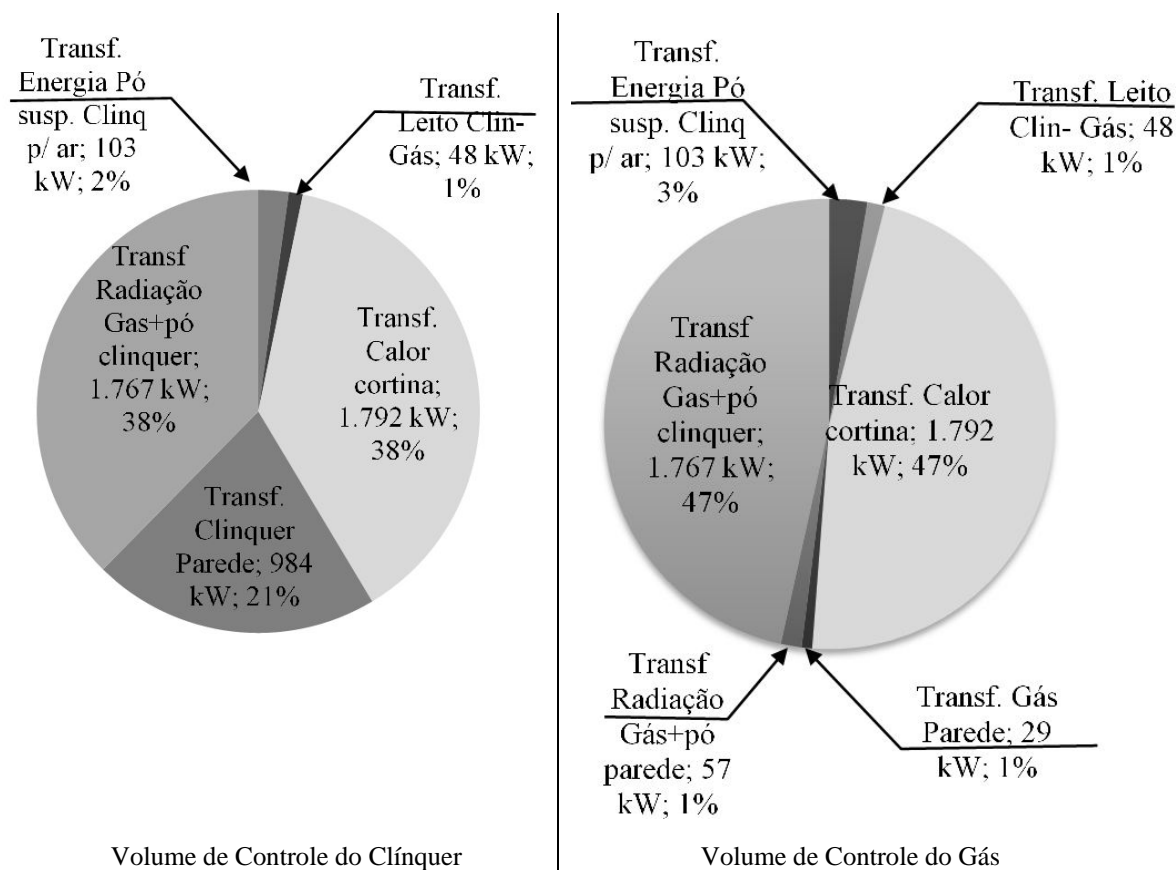 Transf.
Energia Pó
susp. Clinq
p/ ar; 103
kW; 2%
Transf.
Leito Clin-
Gás; 48 kW;
1%
Transf
Radiação
Gas+pó
clinquer;
1.767 kW;
38%
Transf.
Calor
cortina;
1.792 kW;
38%
Transf.
Clinquer
Parede; 984
kW; 21%
Volume de Controle do Clínquer
Transf.
Energia Pó
susp. Clinq
p/ ar; 103 kW;
3%
Transf. Leito
Clin- Gás; 48
kW; 1%
Transf
Radiação
Gas+pó
clinquer;
1.767 kW;
47%
Transf. Calor
cortina; 1.792
kW; 47%
Transf
Radiação
Gás+pó
parede; 57
kW; 1%
Transf. Gás
Parede; 29
kW; 1%
Volume de Controle do Gás